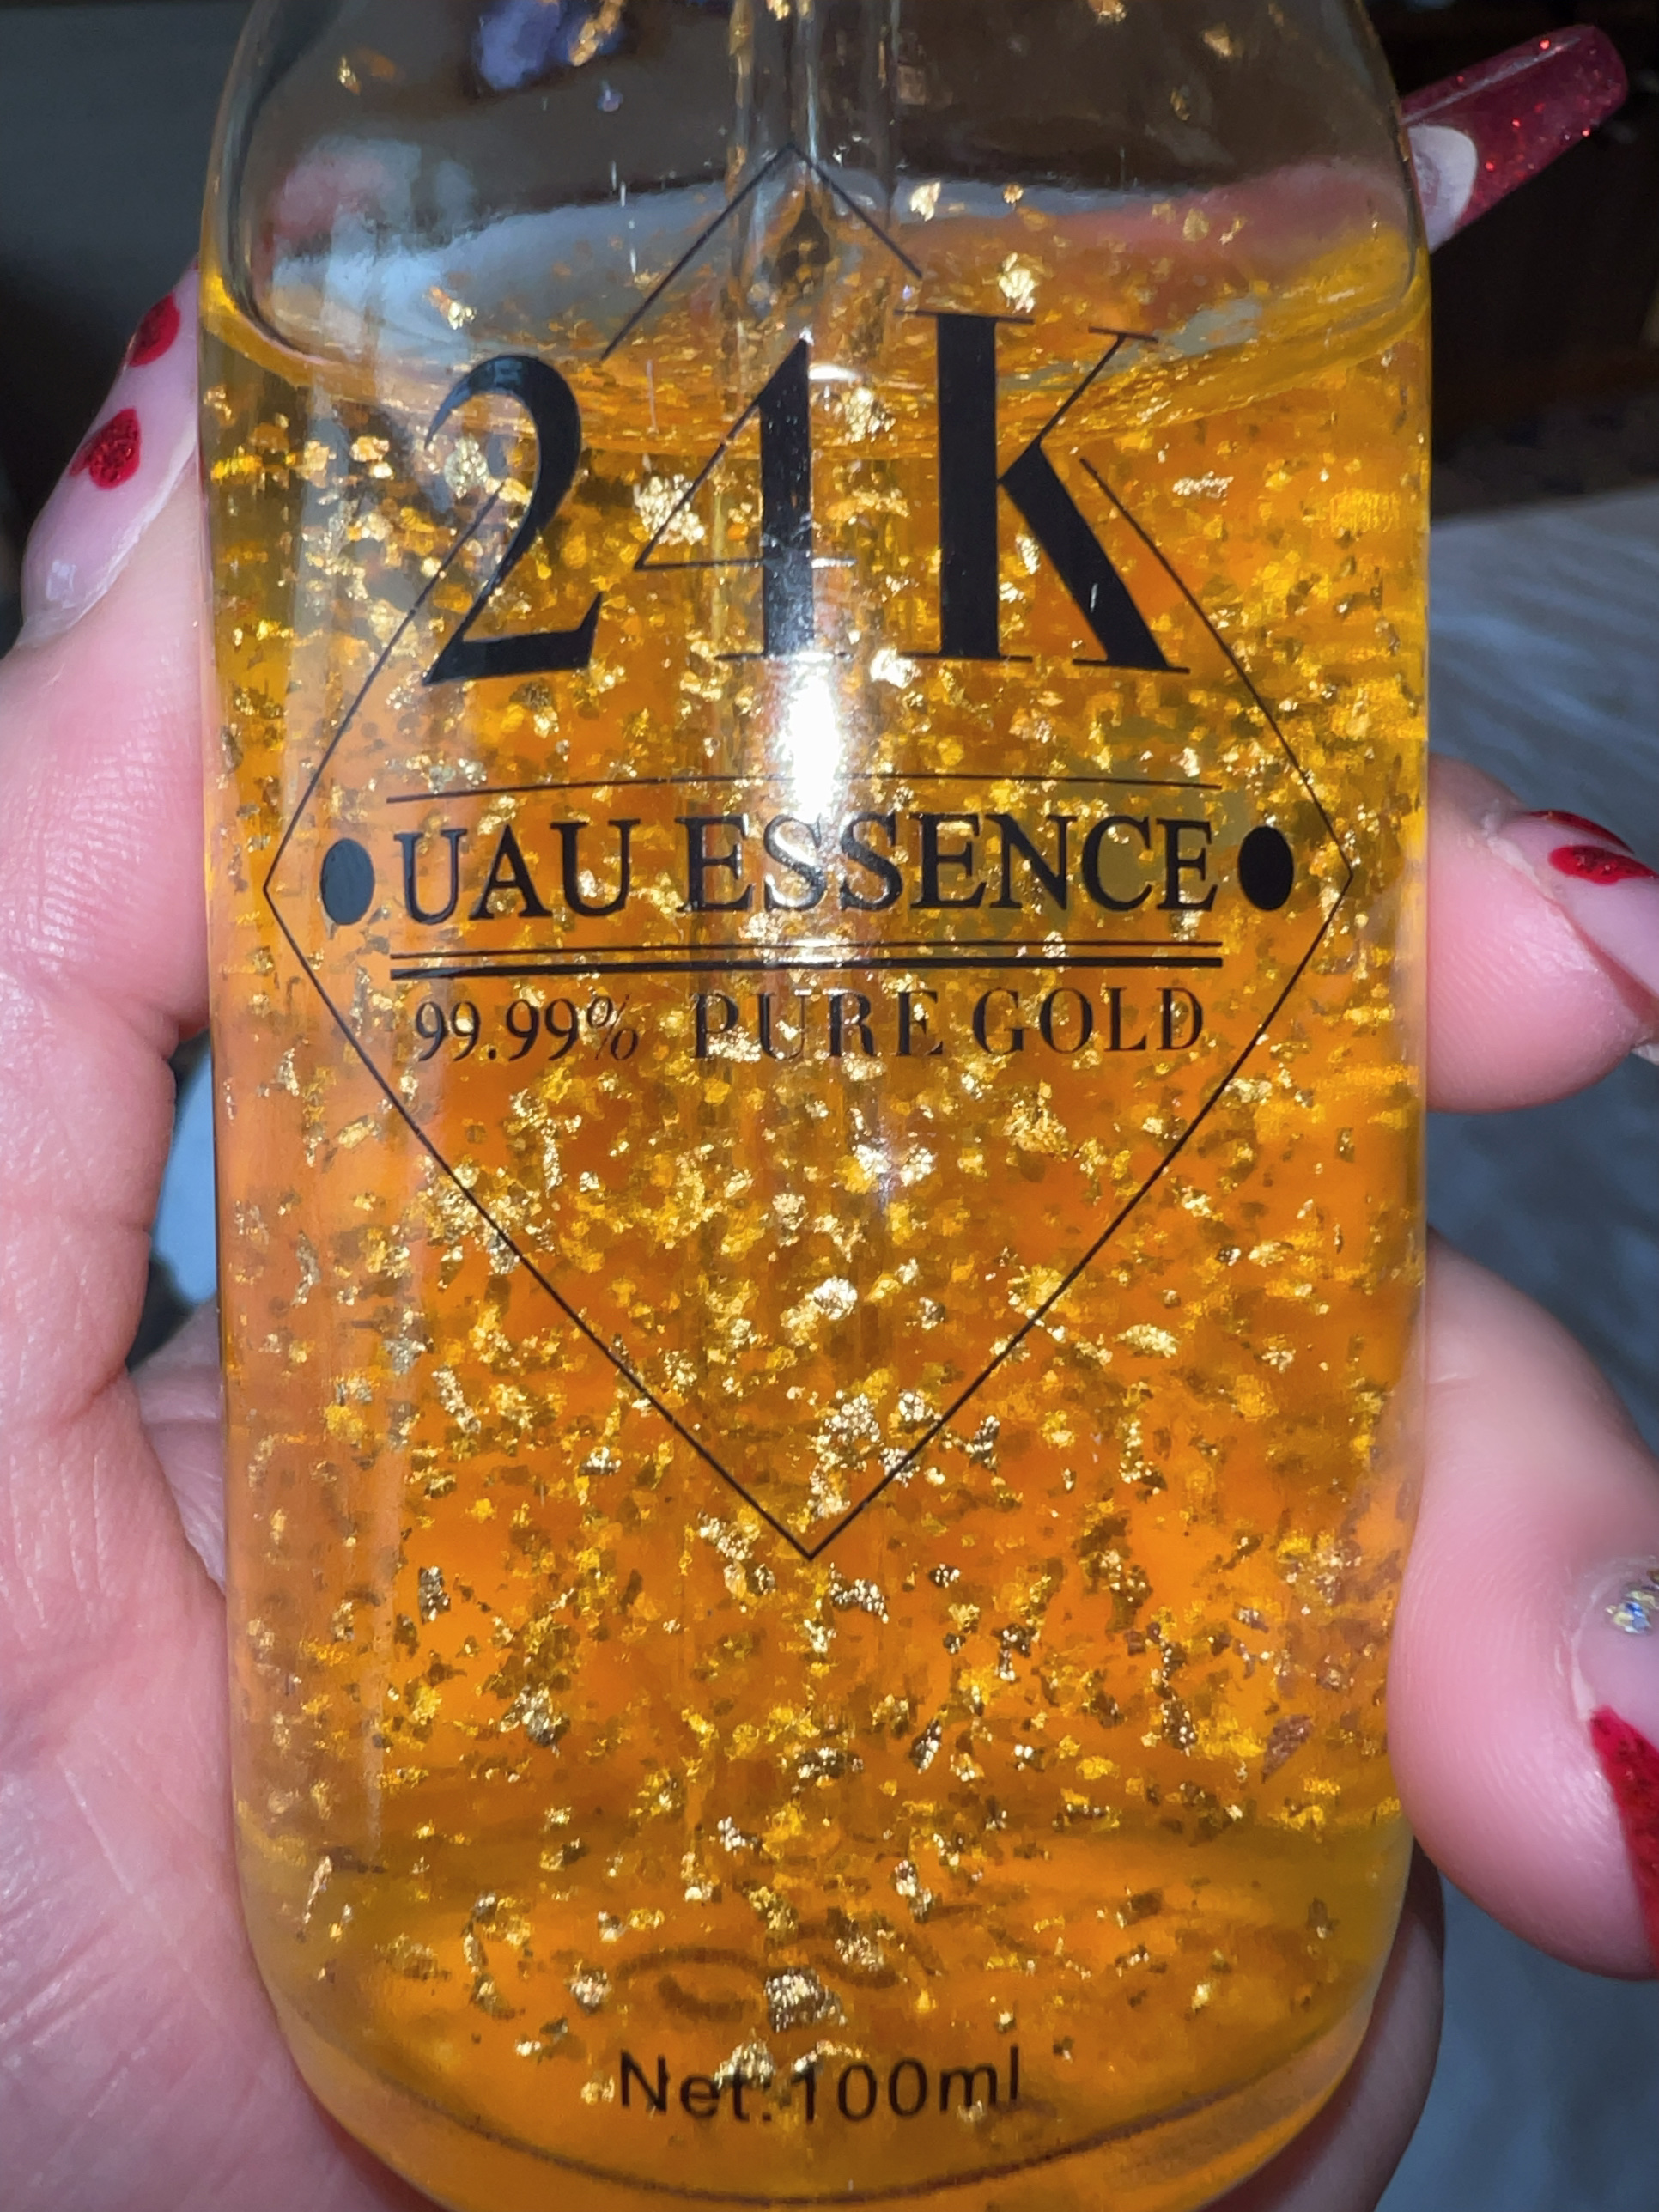 24K
UAU ESSENCE
99.99% PURE GOLD
Net:100ml